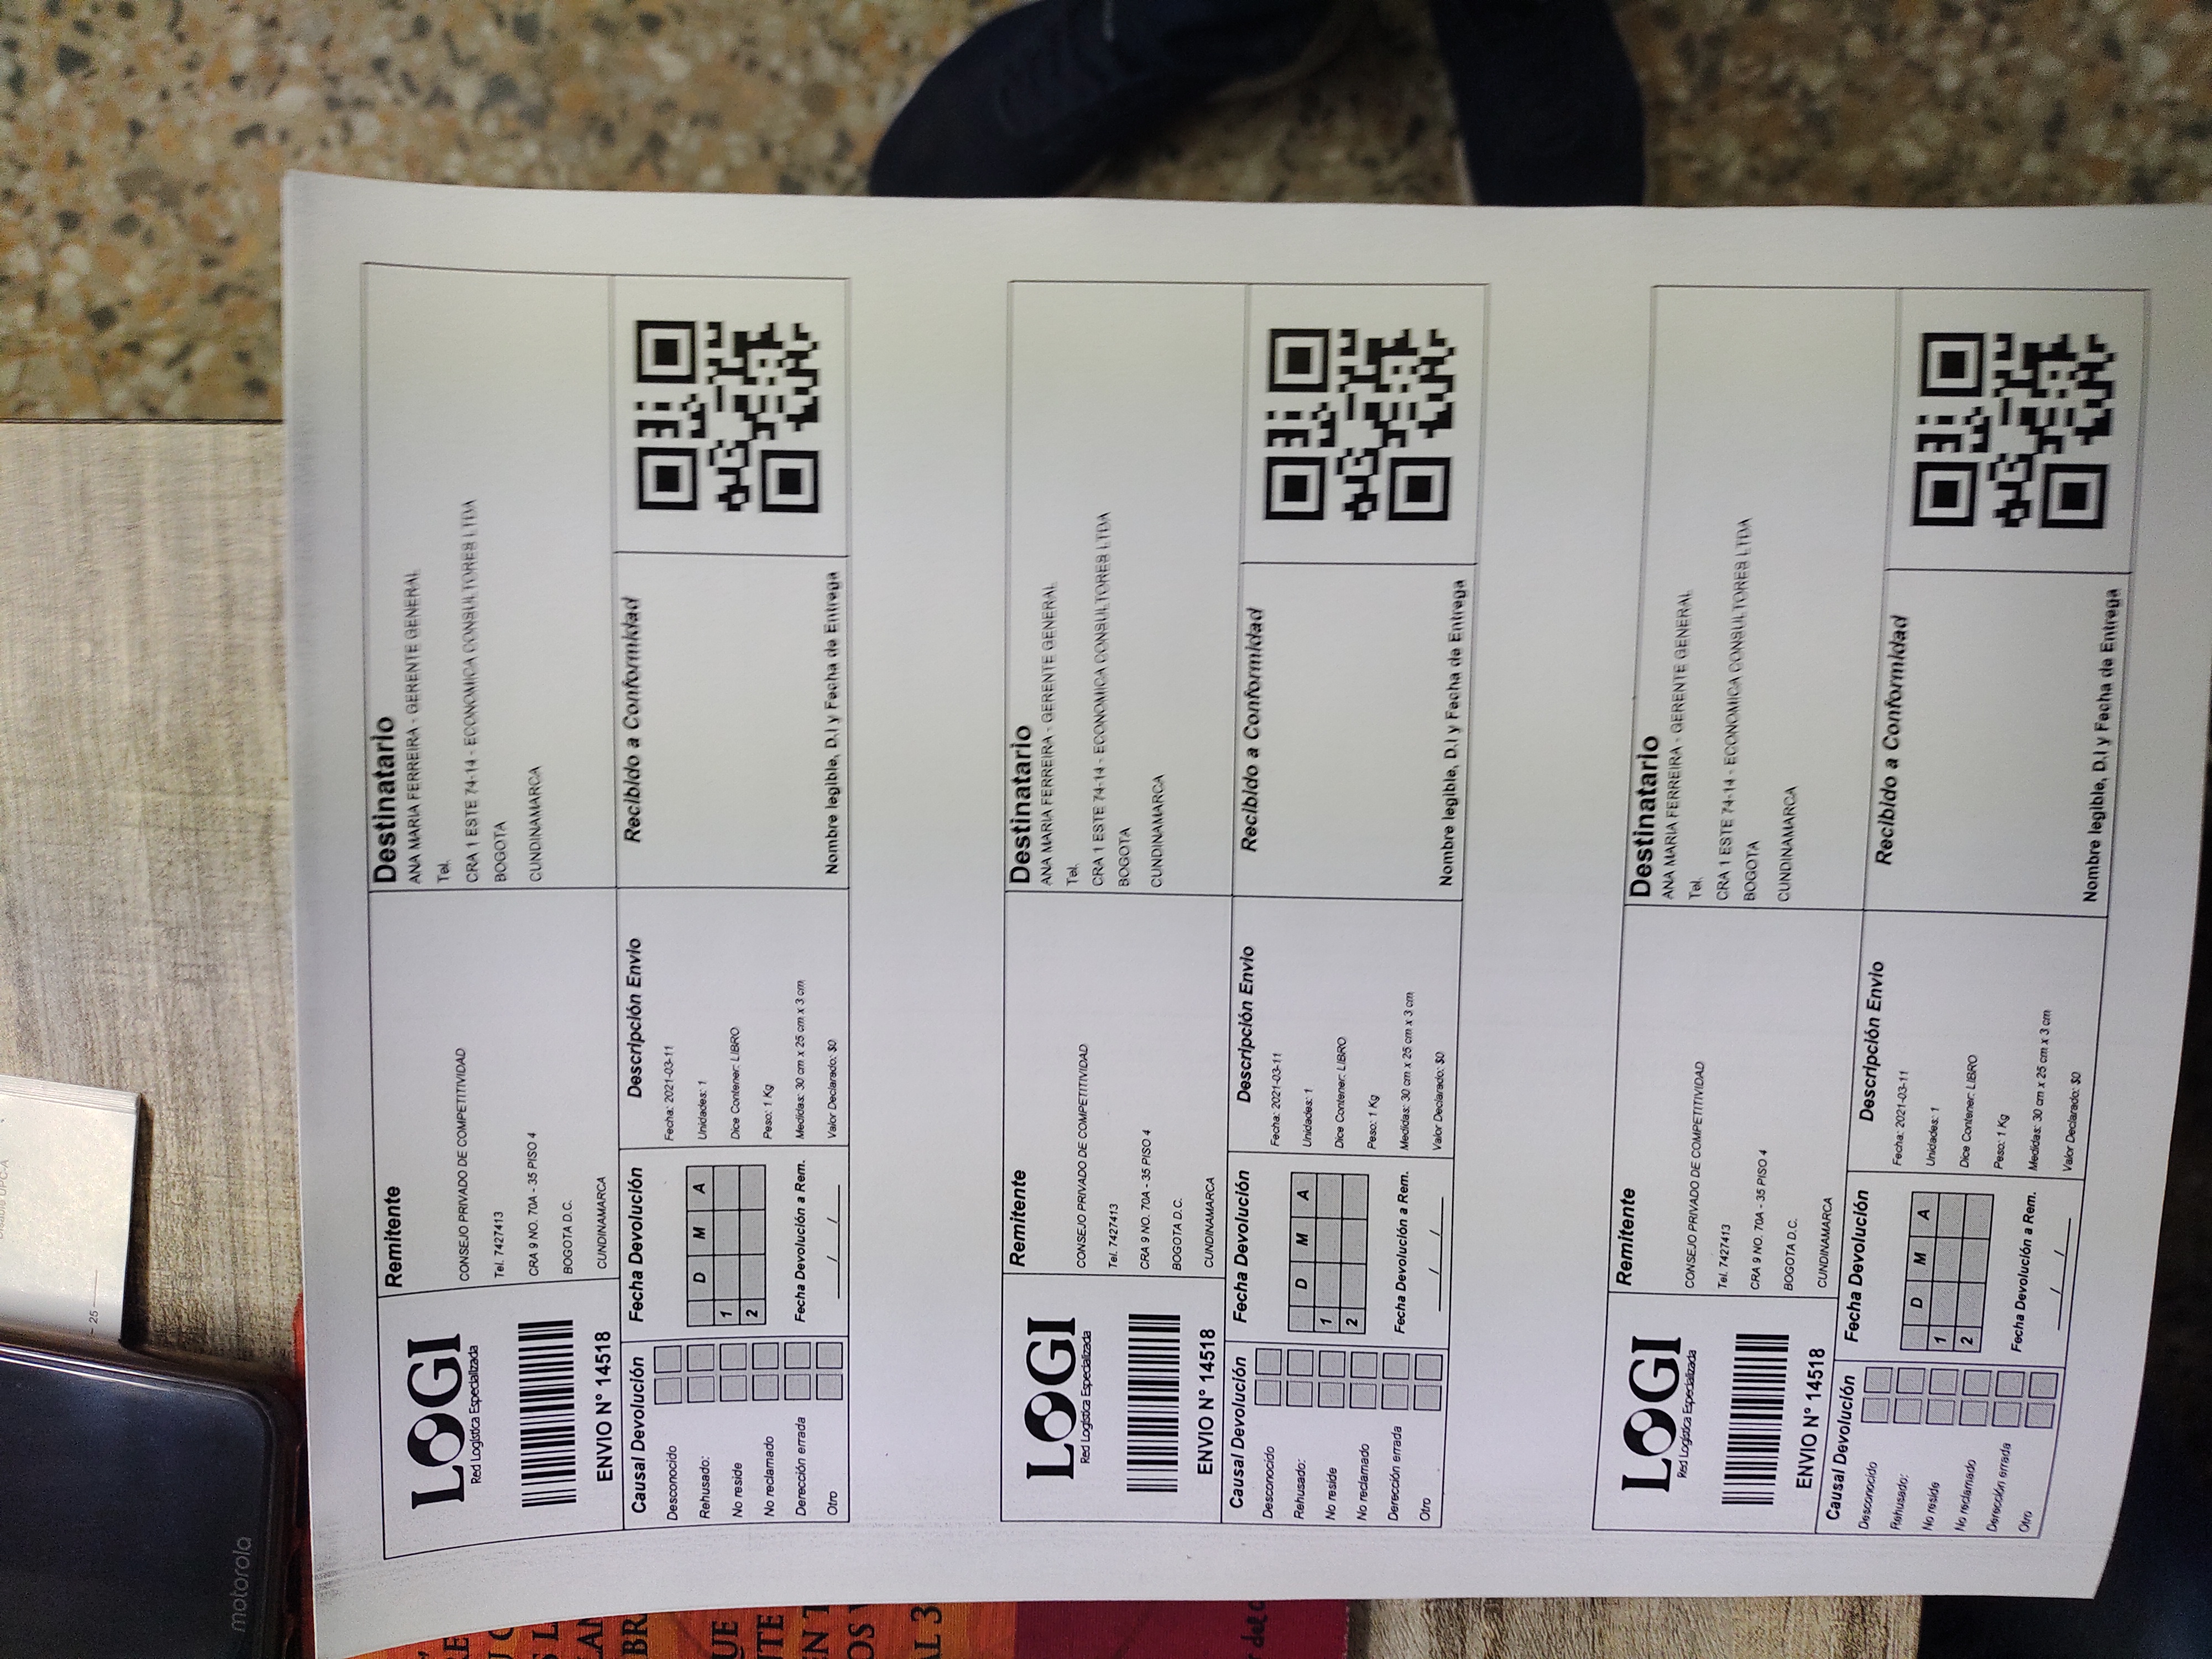 Disable UPC-A
25
motorola
LOGI
Red Logística Especializada
ENVIO N° 14518
Remitente
CONSEJO PRIVADO DE COMPETITIVIDAD
Tel. 7427413
CRA 9 NO. 70A - 35 PISO 4
BOGOTA D.C.
CUNDINAMARCA
Destinatario
ANA MARIA FERREIRA - GERENTE GENERAL
Tel.
CRA 1 ESTE 74-14 - ECONOMICA CONSULTORES LTDA
BOGOTA
CUNDINAMARCA
Causal Devolución
Desconocido
Rehusado:
No reside
No reclamado
Derección errada
Otro
Fecha Devolución
D M A
1
2
Fecha Devolución a Rem.
___/___/___
Descripción Envio
Fecha: 2021-03-11
Unidades: 1
Dice Contener: LIBRO
Peso: 1 Kg
Medidas: 30 cm x 25 cm x 3 cm
Valor Declarado: $0
Recibido a Conformidad
Nombre legible, D.I y Fecha de Entrega
LOGI
Red Logística Especializada
ENVIO N° 14518
Remitente
CONSEJO PRIVADO DE COMPETITIVIDAD
Tel. 7427413
CRA 9 NO. 70A - 35 PISO 4
BOGOTA D.C.
CUNDINAMARCA
Destinatario
ANA MARIA FERREIRA - GERENTE GENERAL
Tel.
CRA 1 ESTE 74-14 - ECONOMICA CONSULTORES LTDA
BOGOTA
CUNDINAMARCA
Causal Devolución
Desconocido
Rehusado:
No reside
No reclamado
Derección errada
Otro
Fecha Devolución
D M A
1
2
Fecha Devolución a Rem.
___/___/___
Descripción Envio
Fecha: 2021-03-11
Unidades: 1
Dice Contener: LIBRO
Peso: 1 Kg
Medidas: 30 cm x 25 cm x 3 cm
Valor Declarado: $0
Recibido a Conformidad
Nombre legible, D.I y Fecha de Entrega
LOGI
Red Logística Especializada
ENVIO N° 14518
Remitente
CONSEJO PRIVADO DE COMPETITIVIDAD
Tel. 7427413
CRA 9 NO. 70A - 35 PISO 4
BOGOTA D.C.
CUNDINAMARCA
Destinatario
ANA MARIA FERREIRA - GERENTE GENERAL
Tel.
CRA 1 ESTE 74-14 - ECONOMICA CONSULTORES LTDA
BOGOTA
CUNDINAMARCA
Causal Devolución
Desconocido
Rehusado:
No reside
No reclamado
Derección errada
Otro
Fecha Devolución
D M A
1
2
Fecha Devolución a Rem.
___/___/___
Descripción Envio
Fecha: 2021-03-11
Unidades: 1
Dice Contener: LIBRO
Peso: 1 Kg
Medidas: 30 cm x 25 cm x 3 cm
Valor Declarado: $0
Recibido a Conformidad
Nombre legible, D.I y Fecha de Entrega